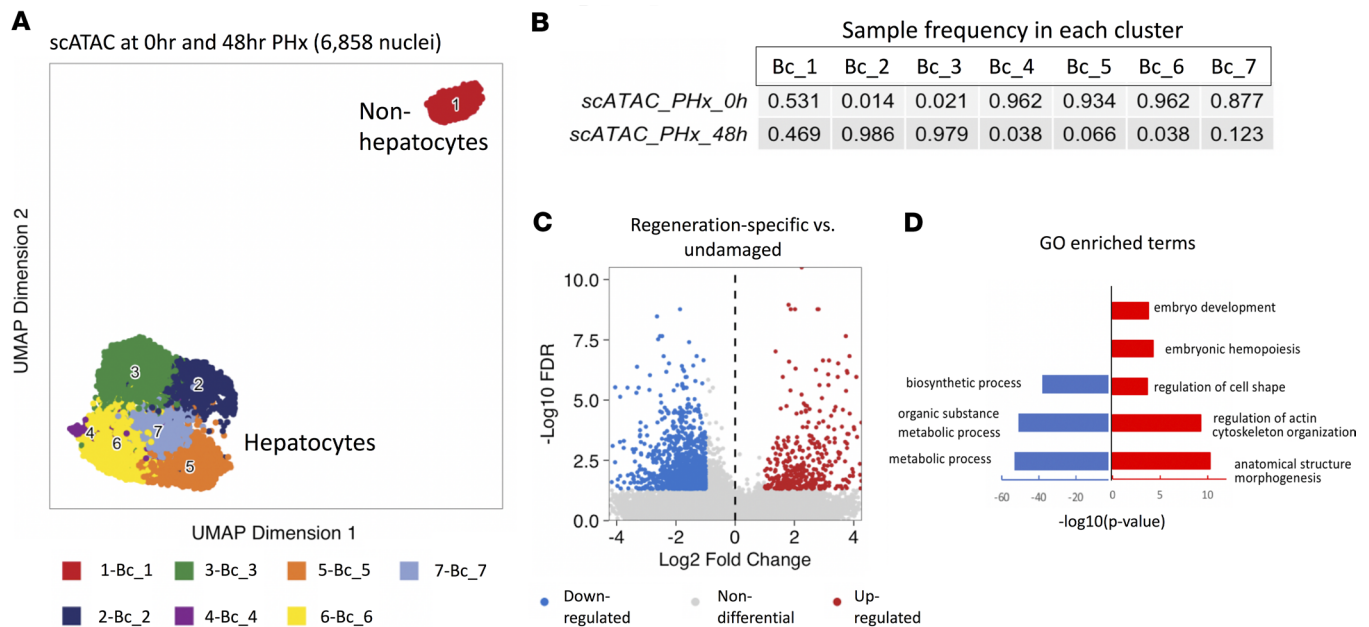 A
scATAC at 0hr and 48hr PHx (6,858 nuclei)
Non-
hepatocytes
1
3
2
4
6
7
5
Hepatocytes
UMAP Dimension 2
UMAP Dimension 1
1-Bc_1 3-Bc_3 5-Bc_5 7-Bc_7
2-Bc_2 4-Bc_4 6-Bc_6
B
Sample frequency in each cluster
Bc_1 Bc_2 Bc_3 Bc_4 Bc_5 Bc_6 Bc_7
scATAC_PHx_0h 0.531 0.014 0.021 0.962 0.934 0.962 0.877
scATAC_PHx_48h 0.469 0.986 0.979 0.038 0.066 0.038 0.123
C
Regeneration-specific vs.
undamaged
-Log10 FDR
10.0
7.5
5.0
2.5
0.0
-4 -2 0 2 4
Log2 Fold Change
Down-
regulated
Non-
differential
Up-
regulated
D
GO enriched terms
embryo development
embryonic hemopoiesis
biosynthetic process
regulation of cell shape
organic substance
metabolic process
regulation of actin
cytoskeleton organization
metabolic process
anatomical structure
morphogenesis
-60 -40 -20 0 5 10
-log10(p-value)